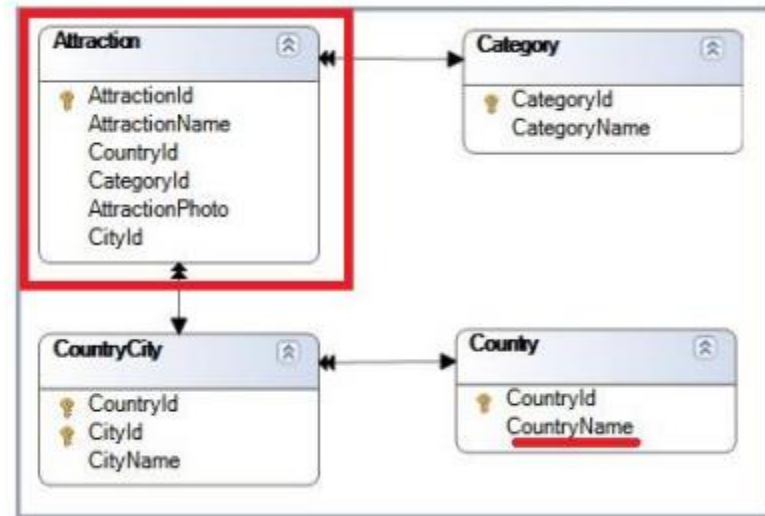 Attraction
AttractionId
AttractionName
CountryId
CategoryId
AttractionPhoto
CityId
Category
CategoryId
CategoryName
CountryCity
CountryId
CityId
CityName
Country
CountryId
CountryName